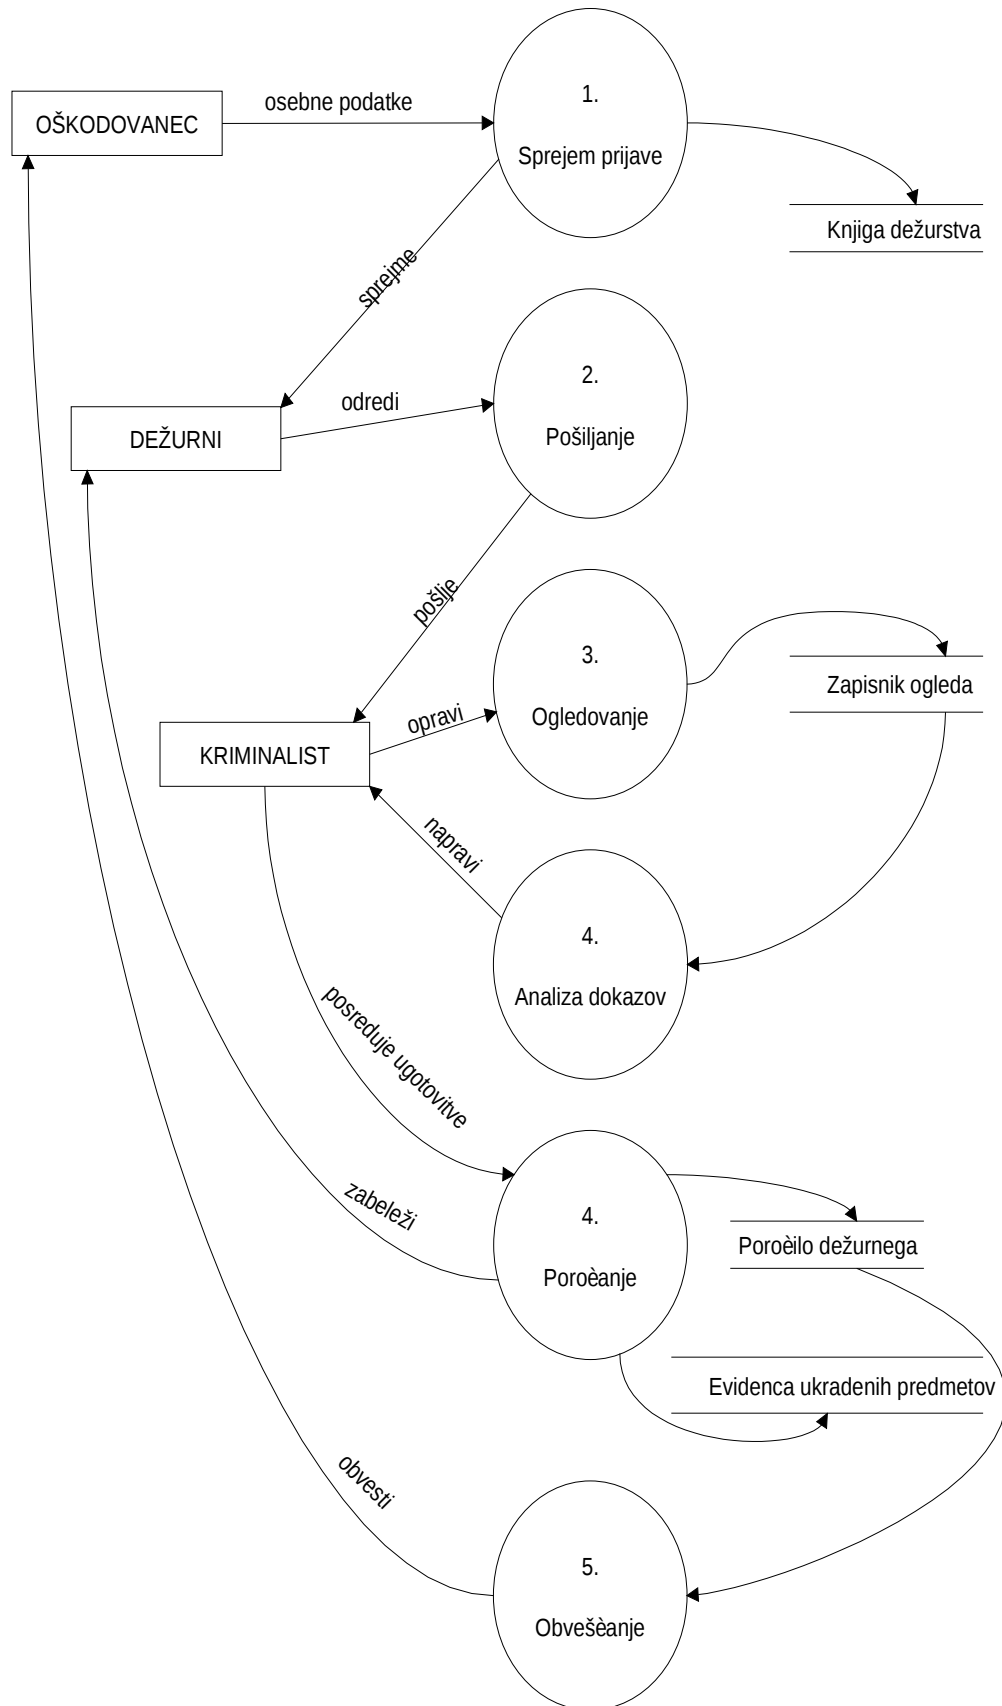 1.
osebne podatke
OŠKODOVANEC
Sprejem prijave
Knjiga dežurstva
sprejme
2.
odredi
DEŽURNI
Pošiljanje
pošlje
3.
Zapisnik ogleda
opravi
Ogledovanje
KRIMINALIST
napravi
4.
Analiza dokazov
posreduje ugotovitve
zabeleži
4.
Poroèilo dežurnega
Poroèanje
Evidenca ukradenih predmetov
obvesti
5.
Obvešèanje